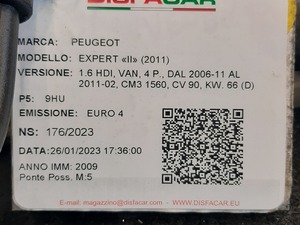 DISFACAR
MARCA: PEUGEOT
MODELLO: EXPERT «II» (2011)
VERSIONE: 1.6 HDI, VAN, 4 P., DAL 2006-11 AL
2011-02, CM3 1560, CV 90, KW. 66 (D)
P5: 9HU
EMISSIONE: EURO 4
NS: 176/2023
DATA:26/01/2023 17:36:00
ANNO IMM: 2009
Ponte Poss. M:5
E-mail: magazzino@disfacar.eu - WWW.DISFACAR.EU